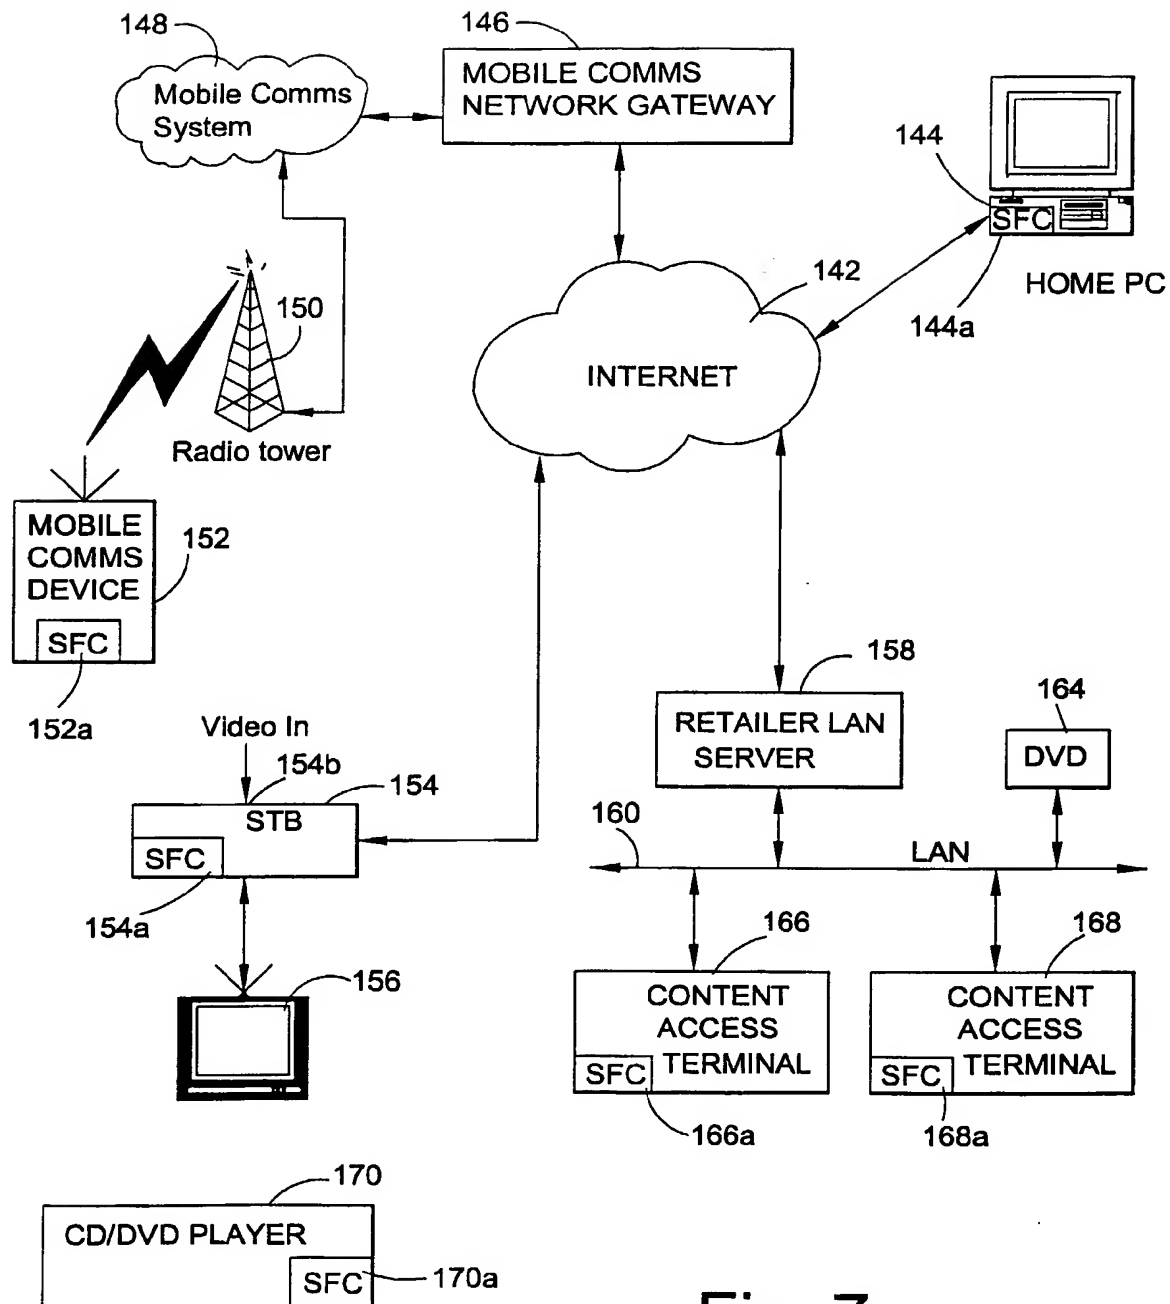 148
146
Mobile Comms
System
MOBILE COMMS
NETWORK GATEWAY
144
SFC
HOME PC
144a
142
INTERNET
150
Radio tower
MOBILE
COMMS
DEVICE
SFC
152
152a
Video In
154b
154
STB
SFC
154a
156
158
RETAILER LAN
SERVER
164
DVD
160
LAN
166
CONTENT
ACCESS
TERMINAL
SFC
166a
168
CONTENT
ACCESS
TERMINAL
SFC
168a
170
CD/DVD PLAYER
SFC
170a